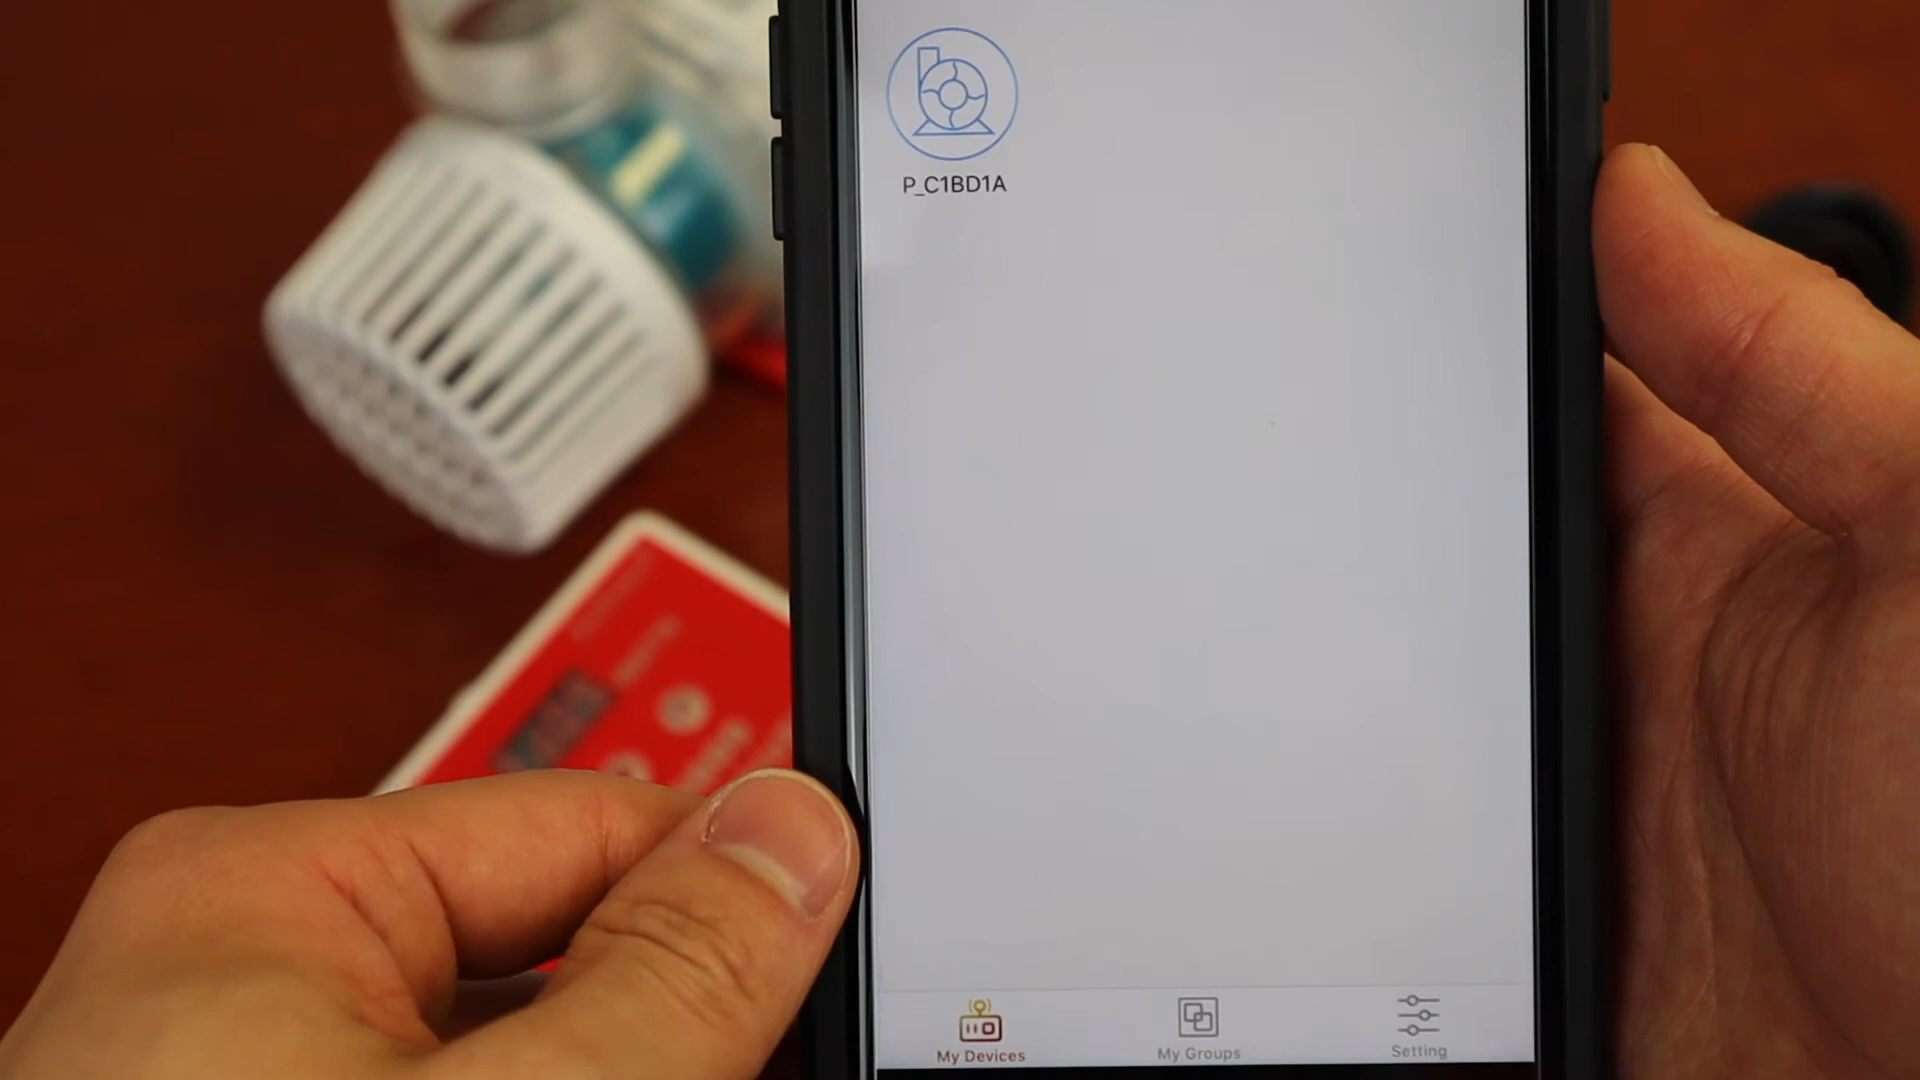 P_C1BD1A
My Devices
My Groups
Setting